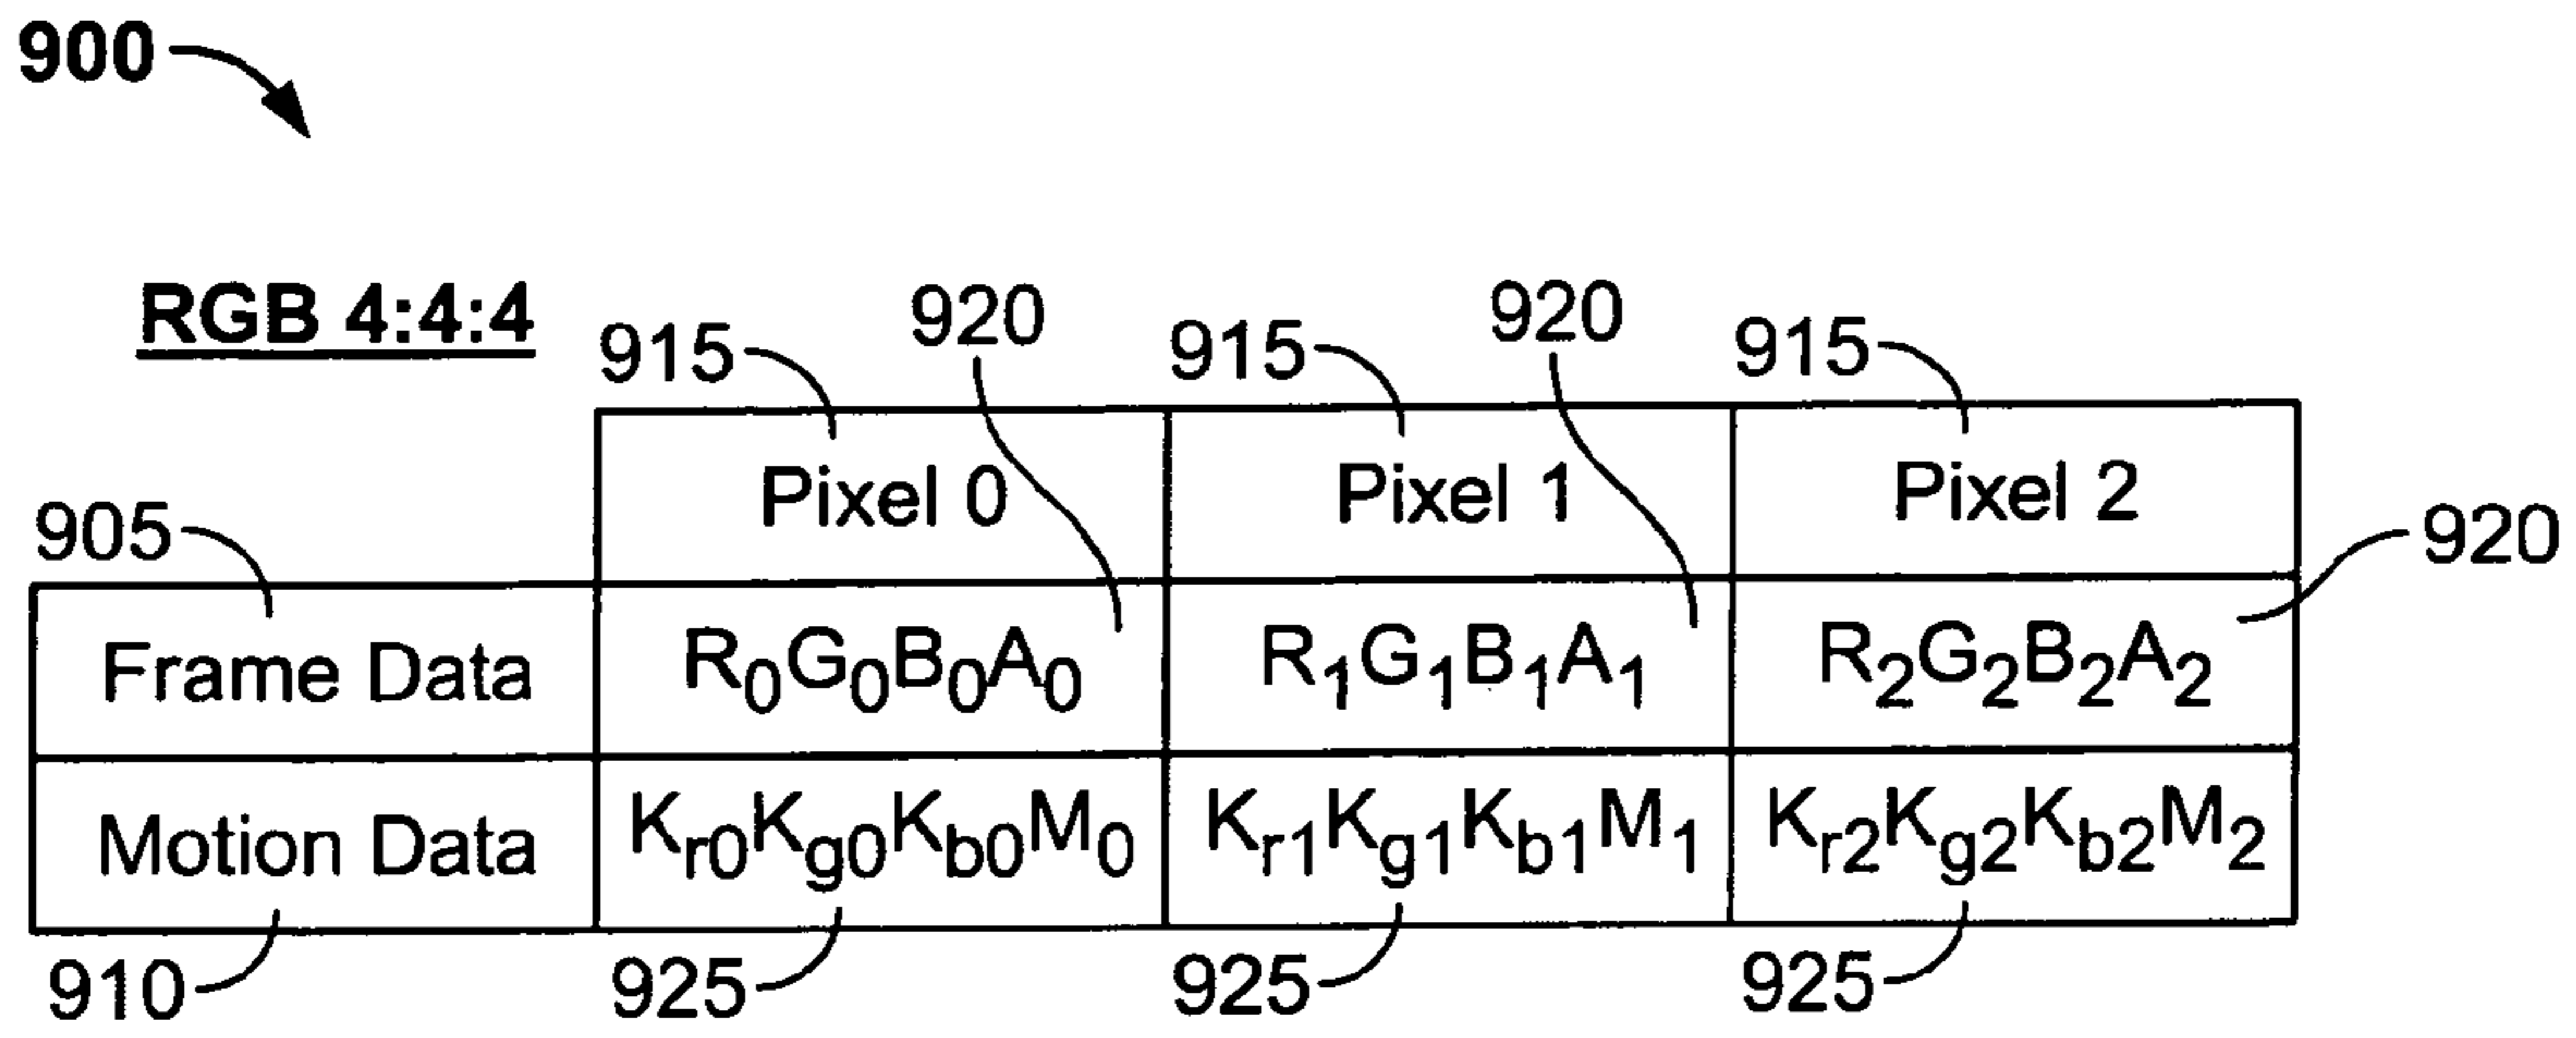 900
RGB 4:4:4
920 920
915 915 915
Pixel 0 Pixel 1 Pixel 2
905 920
Frame Data R₀G₀B₀A₀ R₁G₁B₁A₁ R₂G₂B₂A₂
Motion Data Kr₀Kg₀Kb₀M₀ Kr₁Kg₁Kb₁M₁ Kr₂Kg₂Kb₂M₂
910 925 925 925